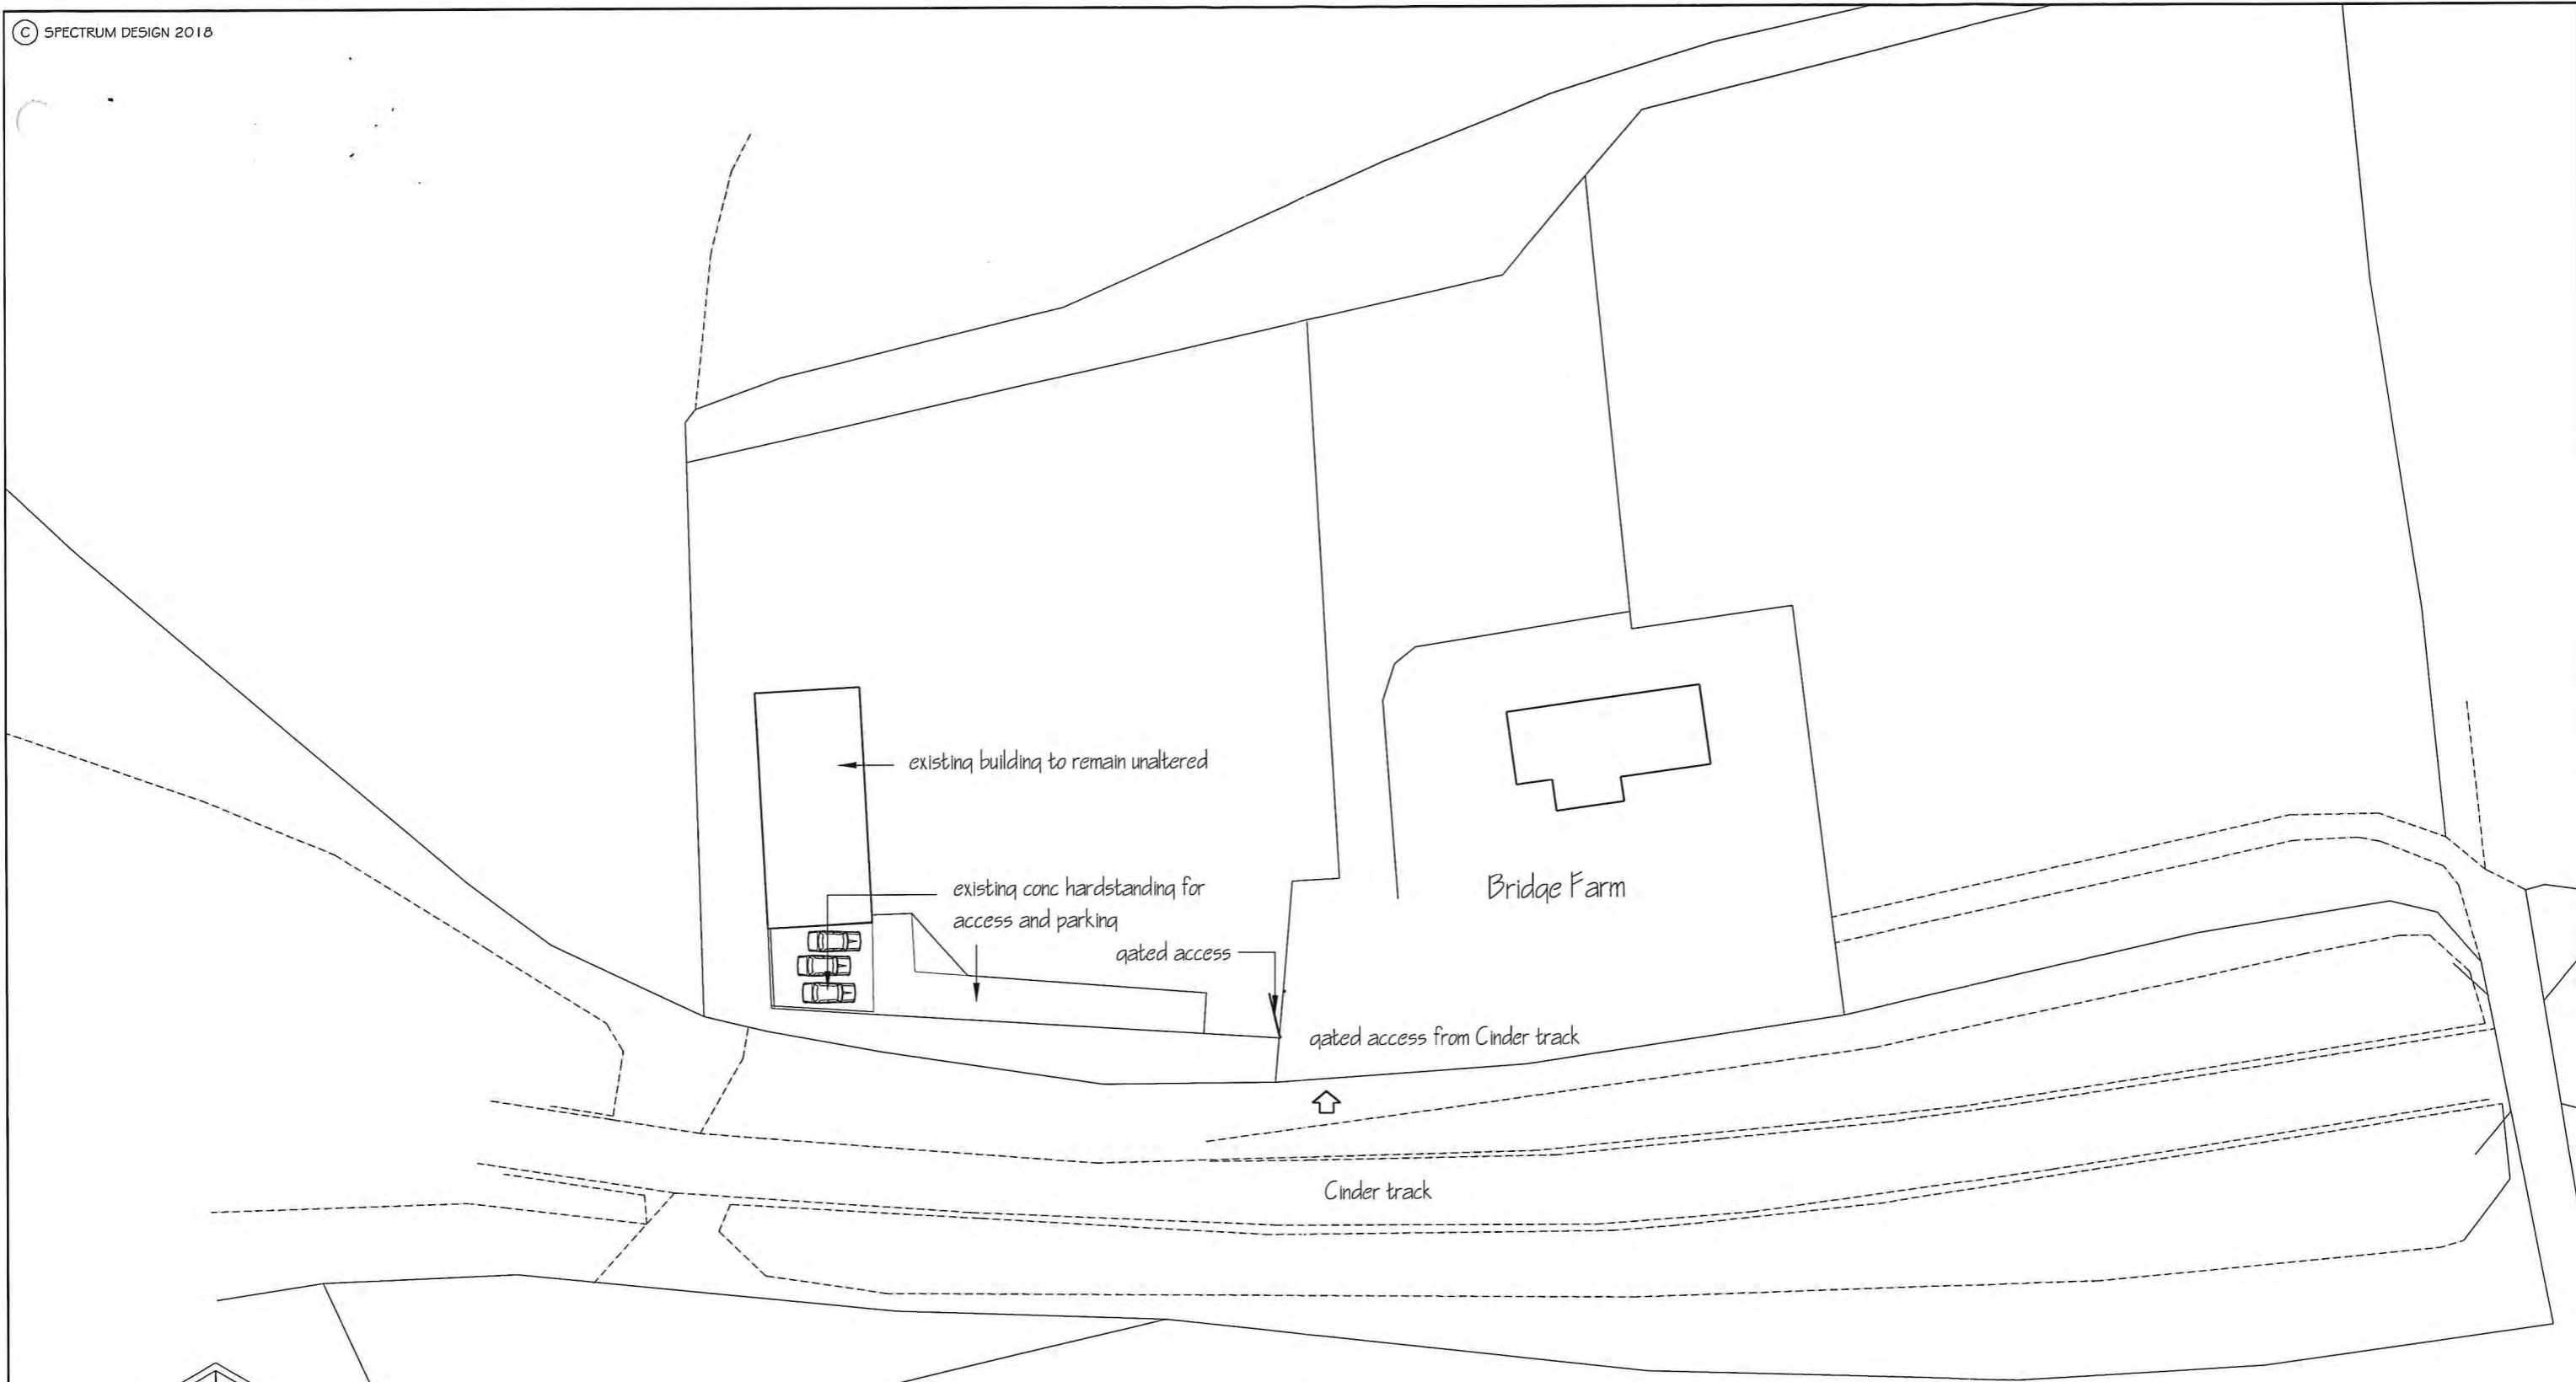 C SPECTRUM DESIGN 2018
existing building to remain unaltered
existing conc hardstanding for
access and parking
gated access
Bridge Farm
gated access from Cinder track
Cinder track